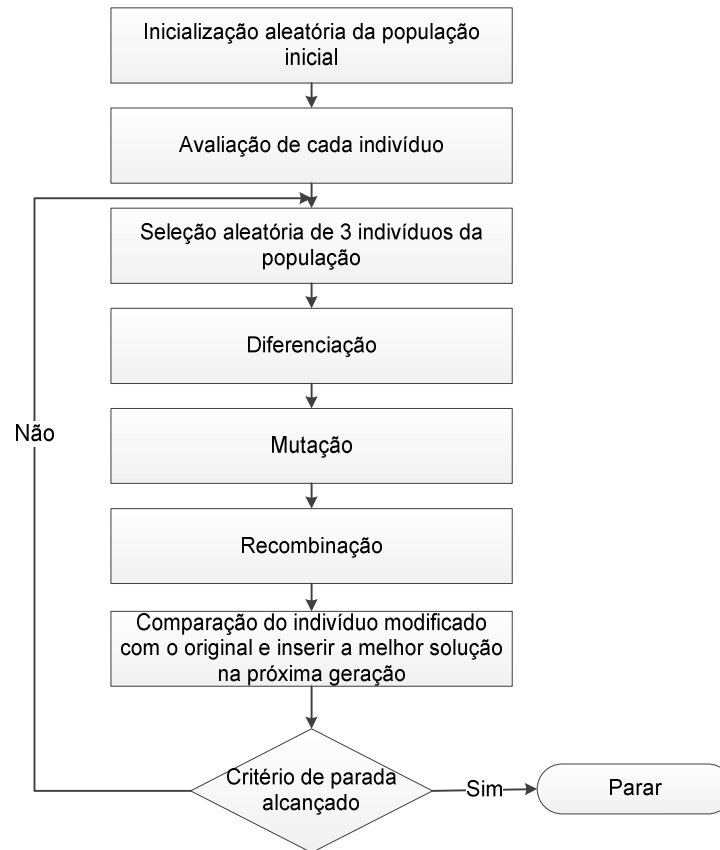 Inicialização aleatória da população
inicial
Avaliação de cada indivíduo
Seleção aleatória de 3 indivíduos da
população
Diferenciação
Mutação
Não
Recombinação
Comparação do indivíduo modificado
com o original e inserir a melhor solução
na próxima geração
Critério de parada
alcançado
Sim
Parar